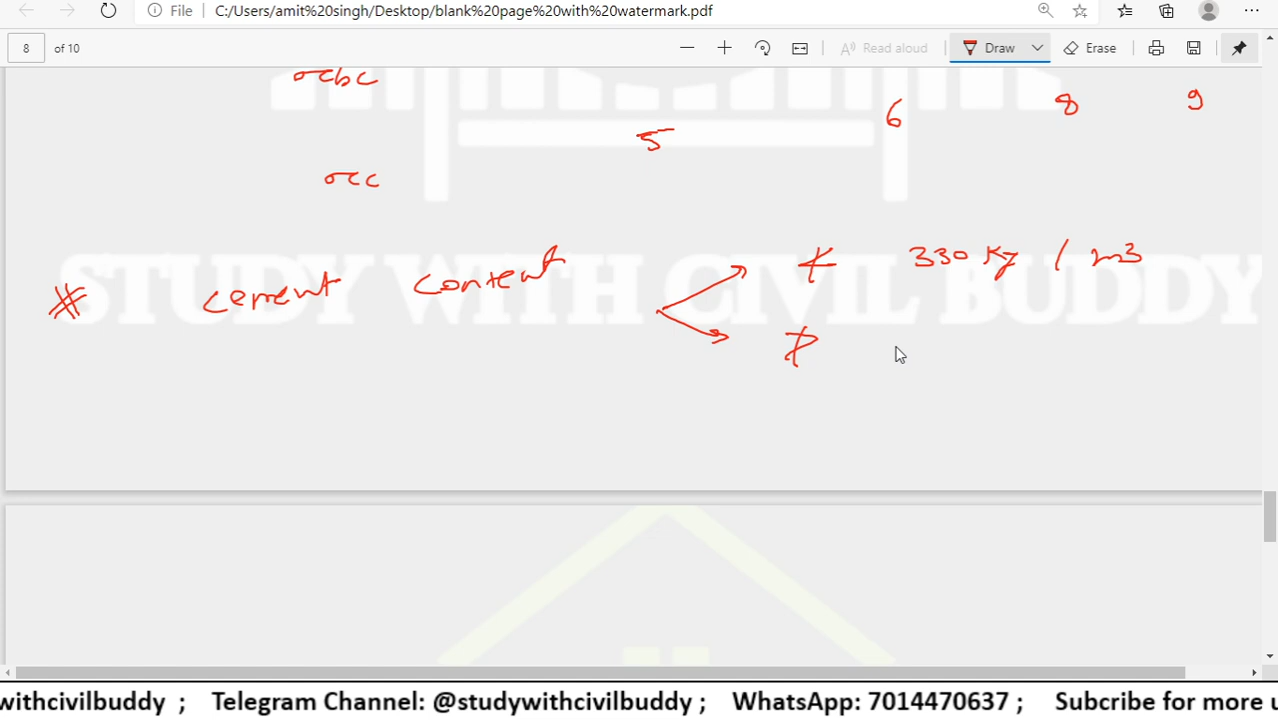 File C:/Users/amit%20singh/Desktop/blank%20page%20with%20watermark.pdf
8 of 10 Read aloud Draw Erase
ocbc
5 6 8 9
occ
STUDY WITH CIVIL BUDDY
# cement content t 330 Kg / m3
P
withcivilbuddy ; Telegram Channel: @studywithcivilbuddy ; WhatsApp: 7014470637 ; Subcribe for more u